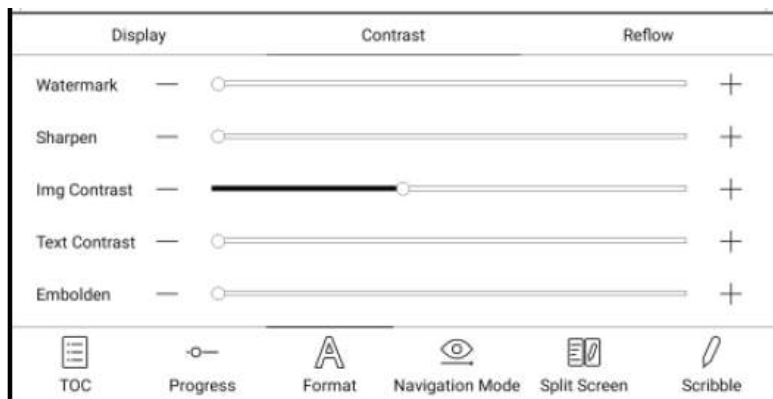 Display Contrast Reflow
Watermark
Sharpen
Img Contrast
Text Contrast
Embolden
TOC Progress Format Navigation Mode Split Screen Scribble